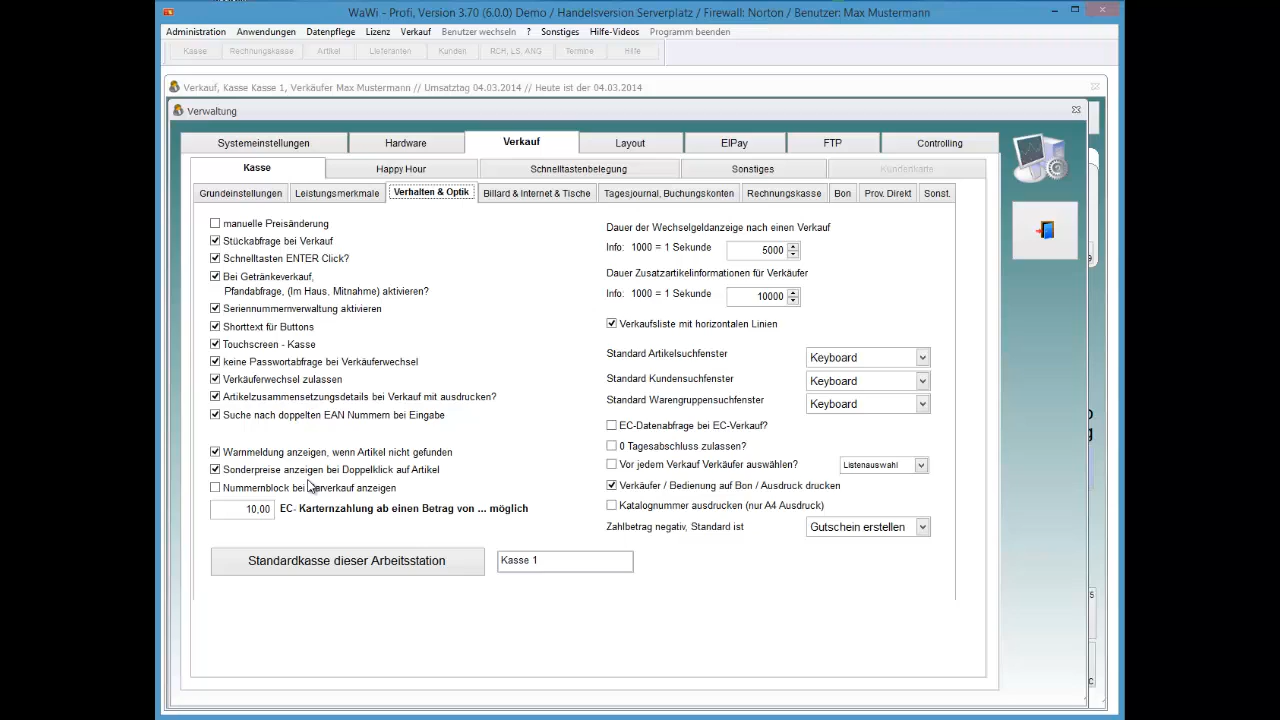 WaWi - Profi, Version 3.70 (6.0.0) Demo / Handelsversion Serverplatz / Firewall: Norton / Benutzer: Max Mustermann
Administration Anwendungen Datenpflege Lizenz Verkauf Benutzer wechseln ? Sonstiges Hilfe-Videos Programm beenden
Kasse Rechnungskasse Artikel Lieferanten Kunden RCH, LS, ANG Termine Hilfe
Verkauf, Kasse Kasse 1, Verkäufer Max Mustermann // Umsatztag 04.03.2014 // Heute ist der 04.03.2014
Verwaltung
Systemeinstellungen Hardware Verkauf Layout ElPay FTP Controlling
Kasse Happy Hour Schnelltastenbelegung Sonstiges Kundenkarte
Grundeinstellungen Leistungsmerkmale Verhalten & Optik Billard & Internet & Tische Tagesjournal, Buchungskonten Rechnungskasse Bon Prov. Direkt Sonst.
manuelle Preisänderung
Stückabfrage bei Verkauf
Schnelltasten ENTER Click?
Bei Getränkeverkauf,
Pfandabfrage, (Im Haus, Mitnahme) aktivieren?
Seriennummernverwaltung aktivieren
Shorttext für Buttons
Touchscreen - Kasse
keine Passwortabfrage bei Verkäuferwechsel
Verkäuferwechsel zulassen
Artikelzusammensetzungsdetails bei Verkauf mit ausdrucken?
Suche nach doppelten EAN Nummern bei Eingabe
Warnmeldung anzeigen, wenn Artikel nicht gefunden
Sonderpreise anzeigen bei Doppelklick auf Artikel
Nummernblock bei verkauf anzeigen
10,00 EC- Karternzahlung ab einen Betrag von ... möglich
Standardkasse dieser Arbeitsstation Kasse 1
Dauer der Wechselgeldanzeige nach einen Verkauf
Info: 1000 = 1 Sekunde 5000
Dauer Zusatzartikelinformationen für Verkäufer
Info: 1000 = 1 Sekunde 10000
Verkaufsliste mit horizontalen Linien
Standard Artikelsuchfenster Keyboard
Standard Kundensuchfenster Keyboard
Standard Warengruppensuchfenster Keyboard
EC-Datenabfrage bei EC-Verkauf?
0 Tagesabschluss zulassen?
Vor jedem Verkauf Verkäufer auswählen? Listenauswahl
Verkäufer / Bedienung auf Bon / Ausdruck drucken
Katalognummer ausdrucken (nur A4 Ausdruck)
Zahlbetrag negativ, Standard ist Gutschein erstellen